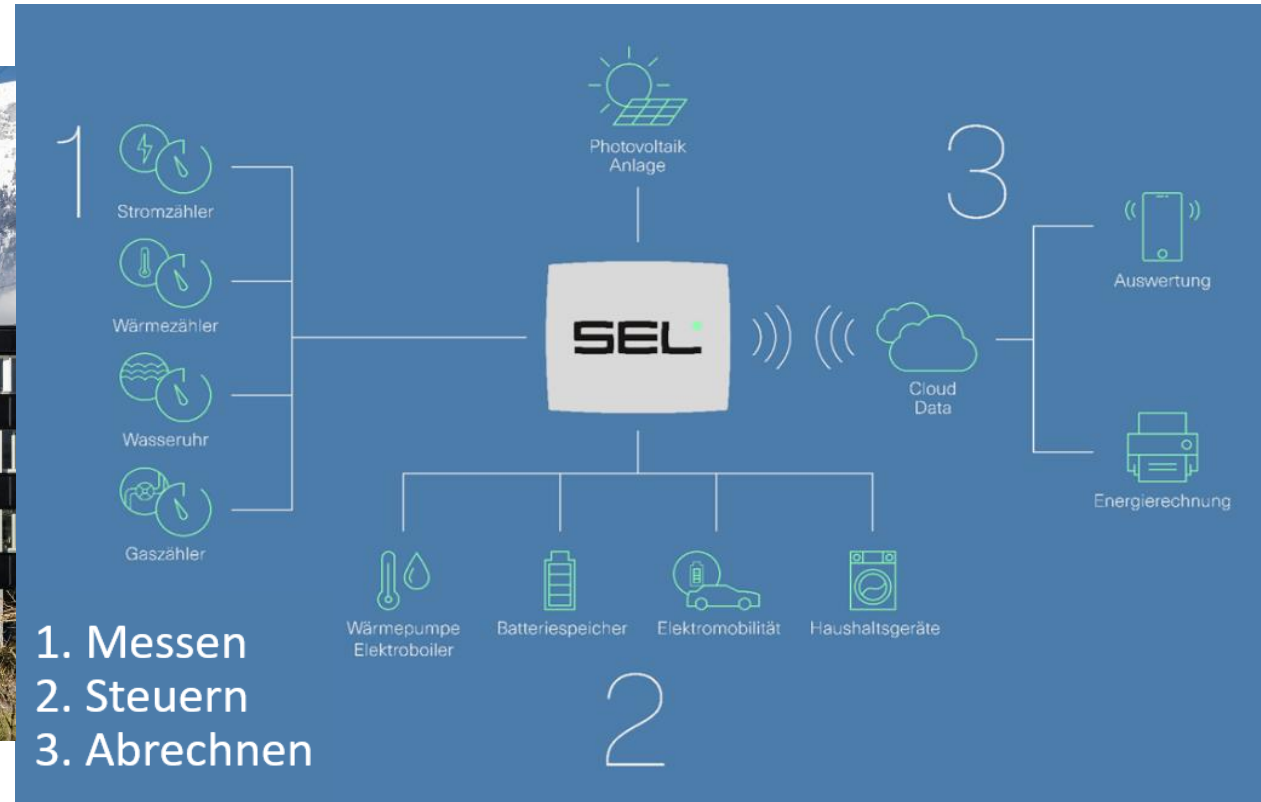 1
Stromzähler
Wärmezähler
Wasseruhr
Gaszähler
Photovoltaik
Anlage
SEL
3
Cloud
Data
Auswertung
Energierechnung
Wärmepumpe
Elektroboiler
Batteriespeicher
Elektromobilität
Haushaltsgeräte
2
1. Messen
2. Steuern
3. Abrechnen